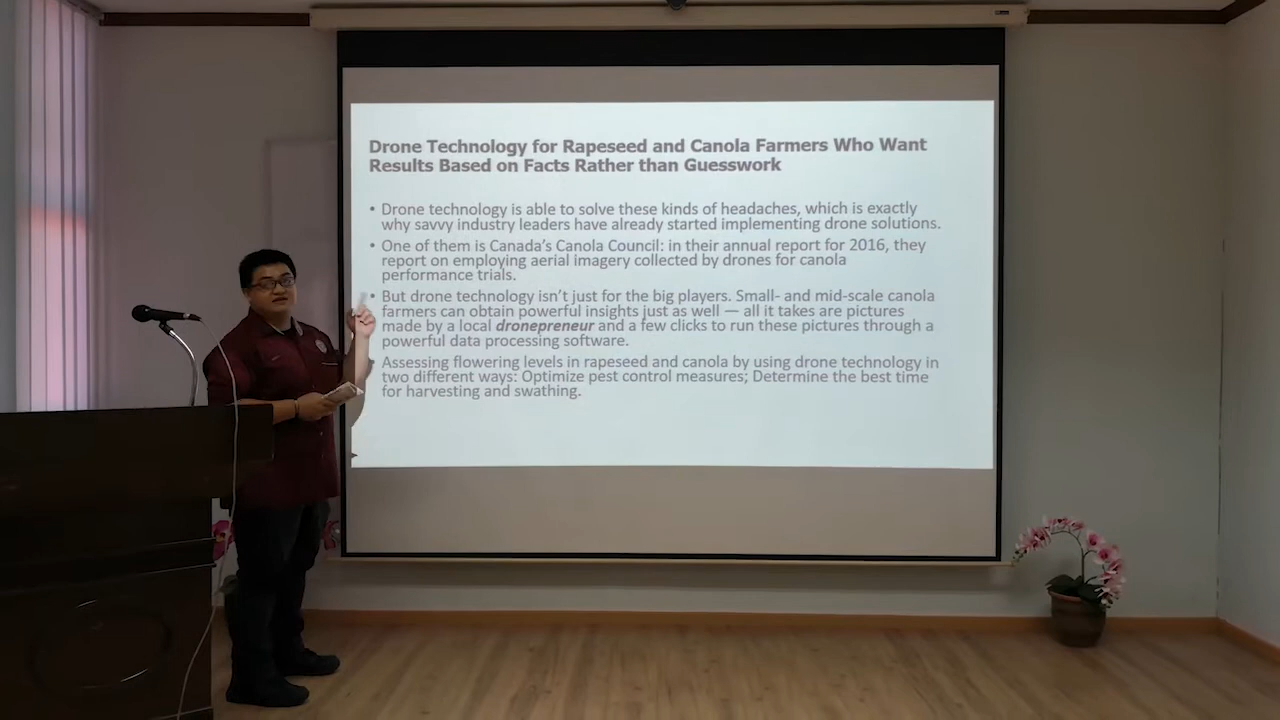 Drone Technology for Rapeseed and Canola Farmers Who Want
Results Based on Facts Rather than Guesswork
• Drone technology is able to solve these kinds of headaches, which is exactly
why savvy industry leaders have already started implementing drone solutions.
• One of them is Canada's Canola Council: in their annual report for 2016, they
report on employing aerial imagery collected by drones for canola
performance trials.
• But drone technology isn't just for the big players. Small- and mid-scale canola
farmers can obtain powerful insights just as well — all it takes are pictures
made by a local dronepreneur and a few clicks to run these pictures through a
powerful data processing software.
Assessing flowering levels in rapeseed and canola by using drone technology in
two different ways: Optimize pest control measures; Determine the best time
for harvesting and swathing.